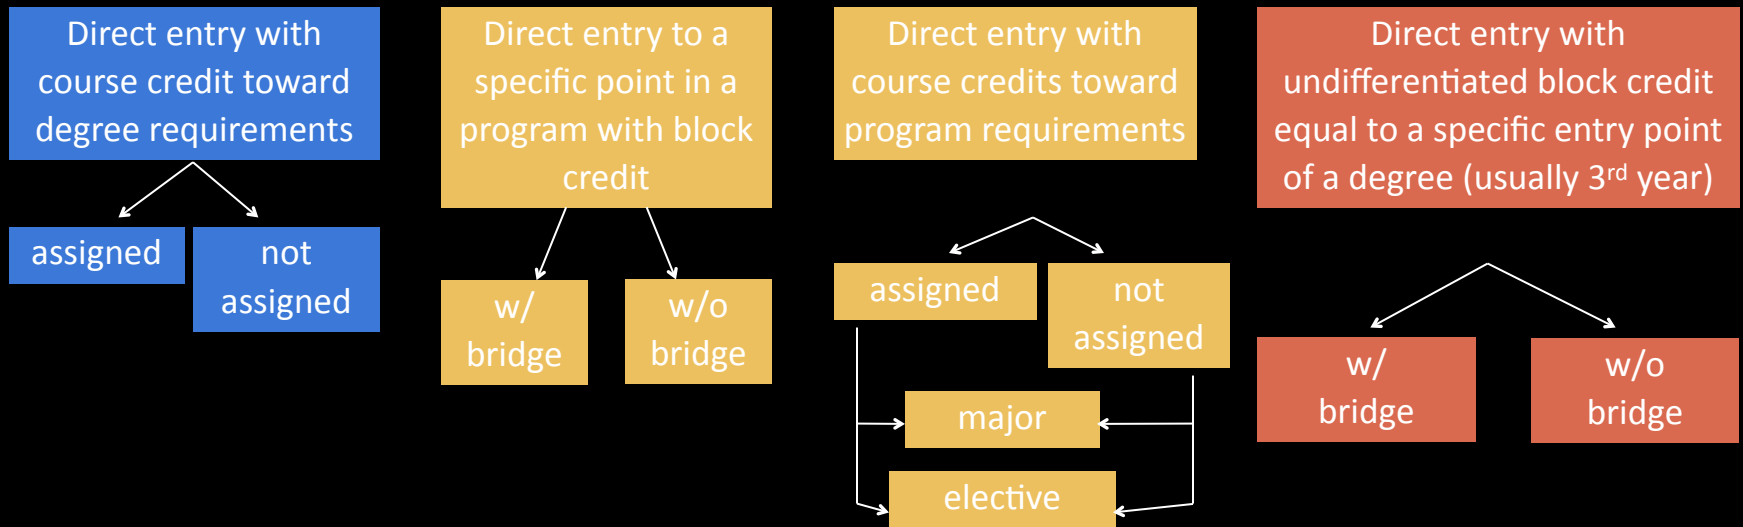 Direct entry with
course credit toward
degree requirements
assigned
not
assigned
Direct entry to a
specific point in a
program with block
credit
w/
bridge
w/o
bridge
Direct entry with
course credits toward
program requirements
assigned
not
assigned
major
elective
Direct entry with
undifferentiated block credit
equal to a specific entry point
of a degree (usually 3rd year)
w/
bridge
w/o
bridge